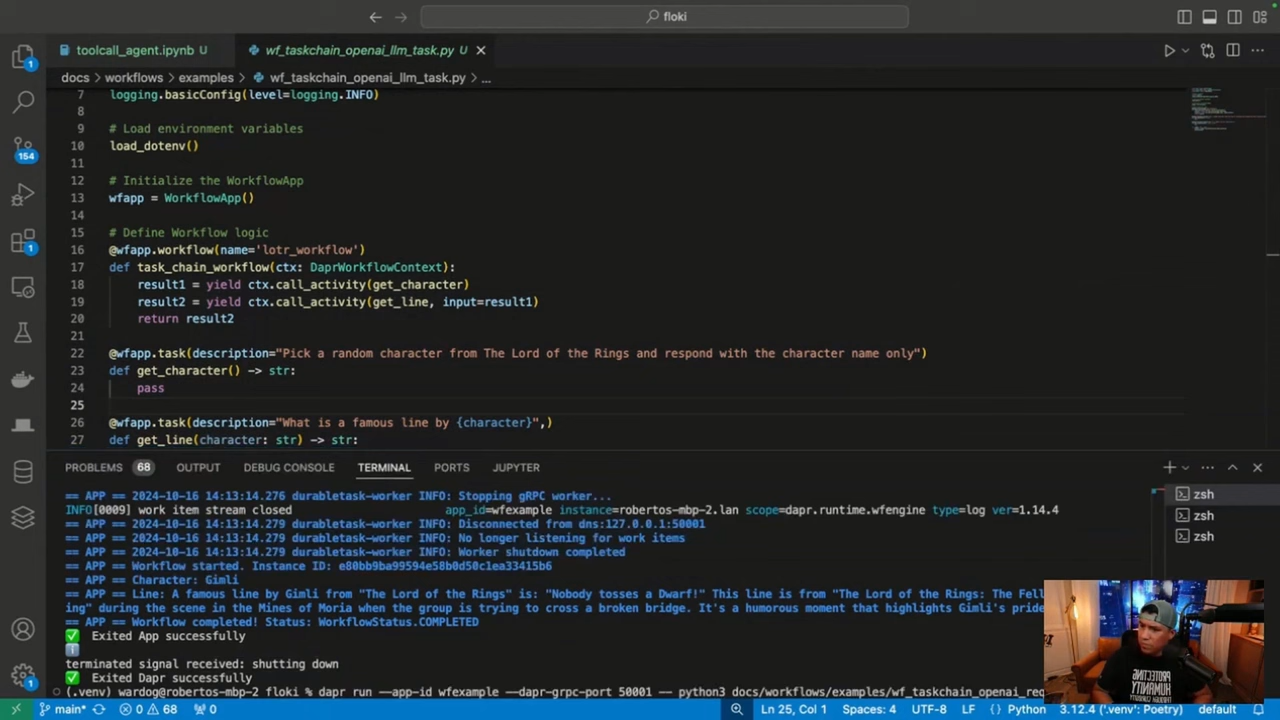 floki
toolcall_agent.ipynb U
wf_taskchain_openai_llm_task.py U
docs > workflows > examples > wf_taskchain_openai_llm_task.py > ...
7 logging.basicConfig(level=logging.INFO)
8
9 # Load environment variables
10 load_dotenv()
11
12 # Initialize the WorkflowApp
13 wfapp = WorkflowApp()
14
15 # Define Workflow logic
16 @wfapp.workflow(name='lotr_workflow')
17 def task_chain_workflow(ctx: DaprWorkflowContext):
18 result1 = yield ctx.call_activity(get_character)
19 result2 = yield ctx.call_activity(get_line, input=result1)
20 return result2
21
22 @wfapp.task(description="Pick a random character from The Lord of the Rings and respond with the character name only")
23 def get_character() -> str:
24 pass
25
26 @wfapp.task(description="What is a famous line by {character}",)
27 def get_line(character: str) -> str:
1
154
1
1
PROBLEMS 68 OUTPUT DEBUG CONSOLE TERMINAL PORTS JUPYTER
== APP == 2024-10-16 14:13:14.276 durabletask-worker INFO: Stopping gRPC worker...
INFO[0009] work item stream closed app_id=wfexample instance=robertos-mbp-2.lan scope=dapr.runtime.wfengine type=log ver=1.14.4
== APP == 2024-10-16 14:13:14.279 durabletask-worker INFO: Disconnected from dns:127.0.0.1:50001
== APP == 2024-10-16 14:13:14.279 durabletask-worker INFO: No longer listening for work items
== APP == 2024-10-16 14:13:14.279 durabletask-worker INFO: Worker shutdown completed
== APP == Workflow started. Instance ID: e80bb9ba99594e58b0d50c1ea33415b6
== APP == Character: Gimli
== APP == Line: A famous line by Gimli from "The Lord of the Rings" is: "Nobody tosses a Dwarf!" This line is from "The Lord of the Rings: The Fell
ing" during the scene in the Mines of Moria when the group is trying to cross a broken bridge. It's a humorous moment that highlights Gimli's pride
== APP == Workflow completed! Status: WorkflowStatus.COMPLETED
✅ Exited App successfully
ℹ️
terminated signal received: shutting down
✅ Exited Dapr successfully
(.venv) wardog@robertos-mbp-2 floki % dapr run --app-id wfexample --dapr-grpc-port 50001 -- python3 docs/workflows/examples/wf_taskchain_openai_req
zsh
zsh
zsh
PROTECTING
HUMANITY
main* 0 68 0 Ln 25, Col 1 Spaces: 4 UTF-8 LF {} Python 3.12.4 ('.venv': Poetry) default